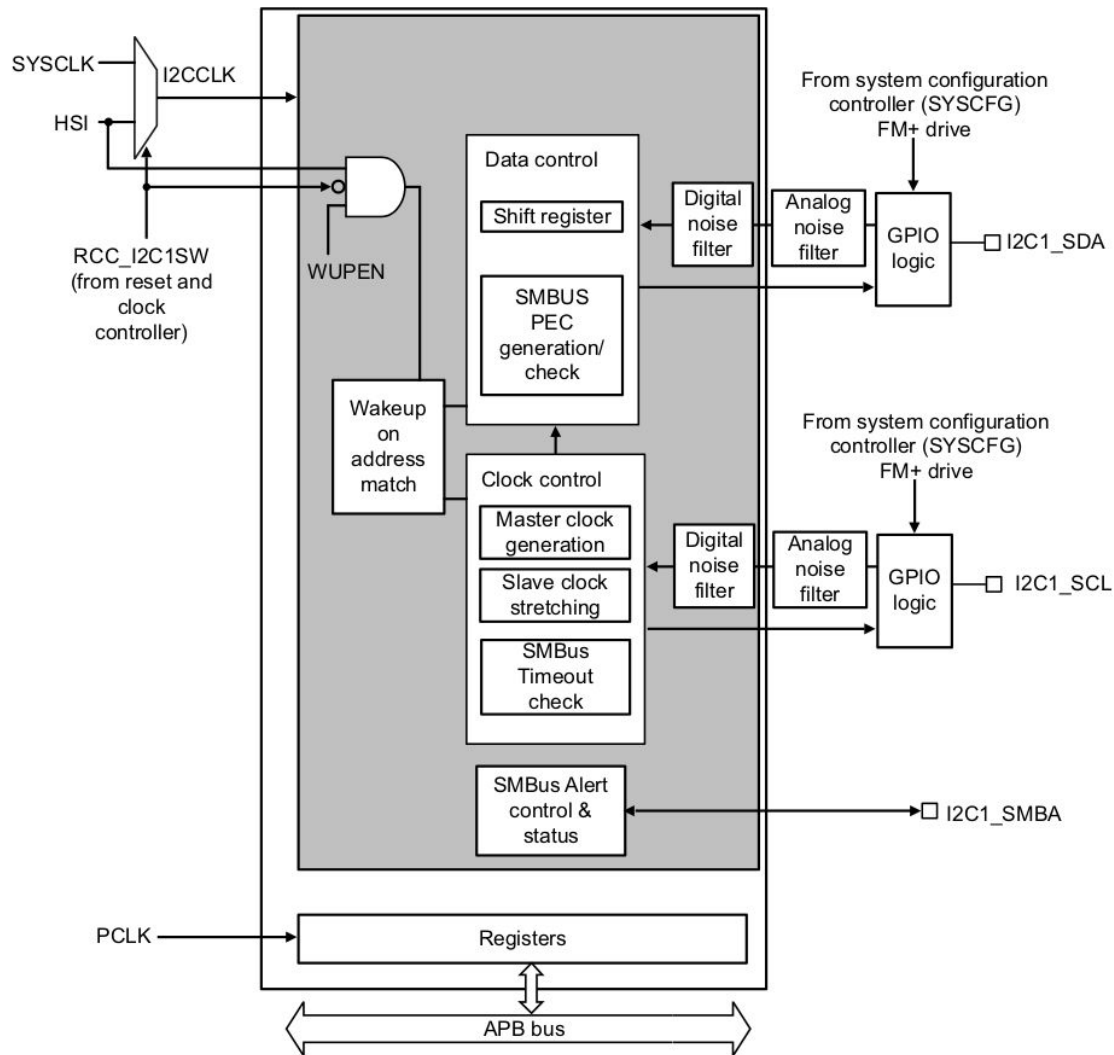 SYSCLK
I2CCLK
HSI
RCC_I2C1SW
(from reset and
clock
controller)
WUPEN
Wakeup
on
address
match
Data control
Shift register
SMBUS
PEC
generation/
check
Clock control
Master clock
generation
Slave clock
stretching
SMBus
Timeout
check
SMBus Alert
control &
status
Digital
noise
filter
Analog
noise
filter
From system configuration
controller (SYSCFG)
FM+ drive
GPIO
logic
I2C1_SDA
Digital
noise
filter
Analog
noise
filter
From system configuration
controller (SYSCFG)
FM+ drive
GPIO
logic
I2C1_SCL
I2C1_SMBA
PCLK
Registers
APB bus